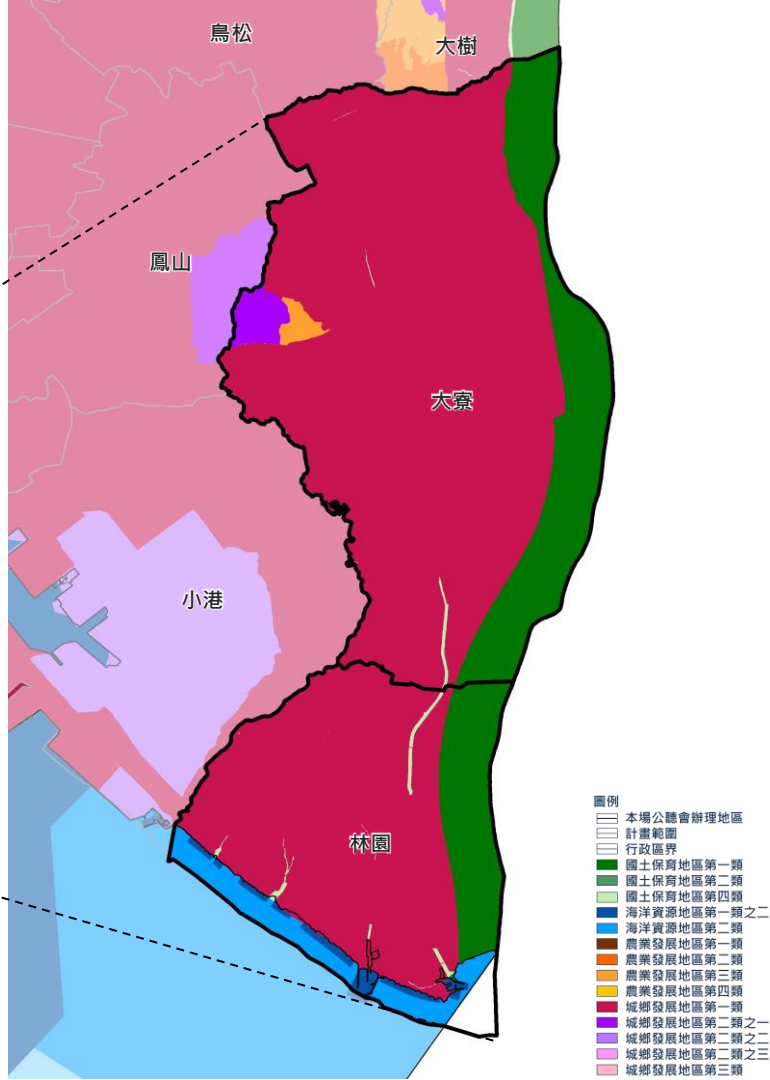 鳥松
大樹
鳳山
大寮
小港
林園
圖例
本場公聽會辦理地區
計畫範圍
行政區界
國土保育地區第一類
國土保育地區第二類
國土保育地區第四類
海洋資源地區第一類之二
海洋資源地區第二類
農業發展地區第一類
農業發展地區第二類
農業發展地區第三類
農業發展地區第四類
城鄉發展地區第一類
城鄉發展地區第二類之一
城鄉發展地區第二類之二
城鄉發展地區第二類之三
城鄉發展地區第三類